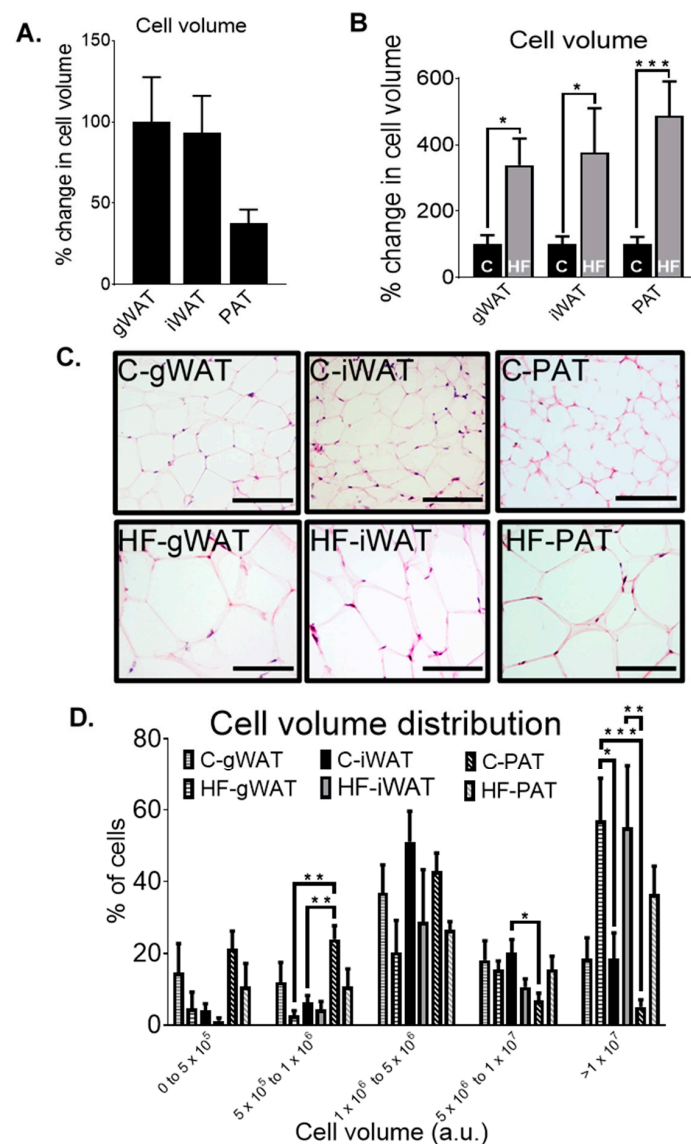 A.
Cell volume
% change in cell volume
150
100
50
0
gWAT
iWAT
PAT
B
Cell volume
% change in cell volume
600
400
200
0
*
*
***
C
HF
C
HF
C
HF
gWAT
iWAT
PAT
C.
C-gWAT
C-iWAT
C-PAT
HF-gWAT
HF-iWAT
HF-PAT
D.
Cell volume distribution
C-gWAT
C-iWAT
C-PAT
HF-gWAT
HF-iWAT
HF-PAT
% of cells
80
60
40
20
0
**
**
*
**
***
*
0 to 5 x 10⁵
5 x 10⁵ to 1 x 10⁶
1 x 10⁶ to 5 x 10⁶
5 x 10⁶ to 1 x 10⁷
>1 x 10⁷
Cell volume (a.u.)